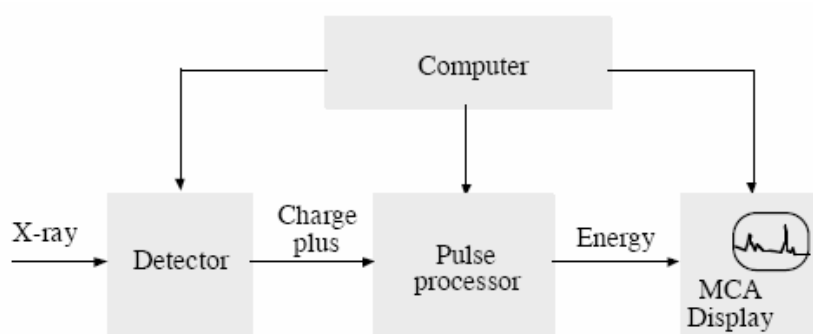 Computer
X-ray
Detector
Charge
plus
Pulse
processor
Energy
MCA
Display